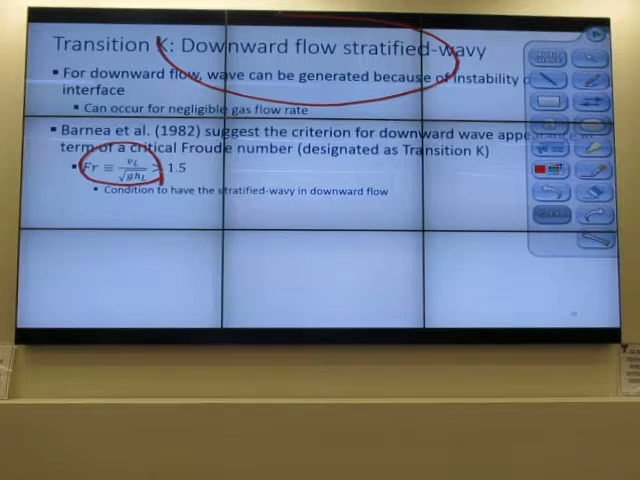 Transition K: Downward flow stratified-wavy
For downward flow, wave can be generated because of instability
interface
Can occur for negligible gas flow rate
Barnea et al. (1982) suggest the criterion for downward wave
term of a critical Froude number (designated as Transition K)
Fr ≡ v_L / √(gh_L) > 1.5
Condition to have the stratified-wavy in downward flow